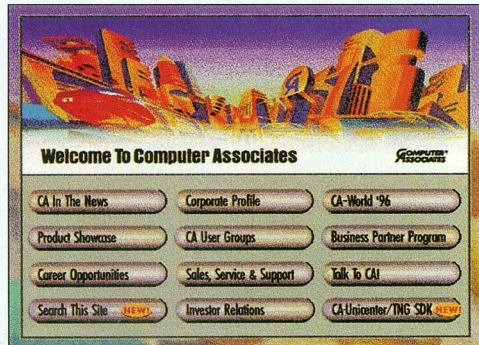 Welcome To Computer Associates
COMPUTER ASSOCIATES
CA In The News
Corporate Profile
CA-World '96
Product Showcase
CA User Groups
Business Partner Program
Career Opportunities
Sales, Service & Support
Talk To CA!
Search This Site NEW!
Investor Relations
CA-Unicenter/TNG SDK NEW!